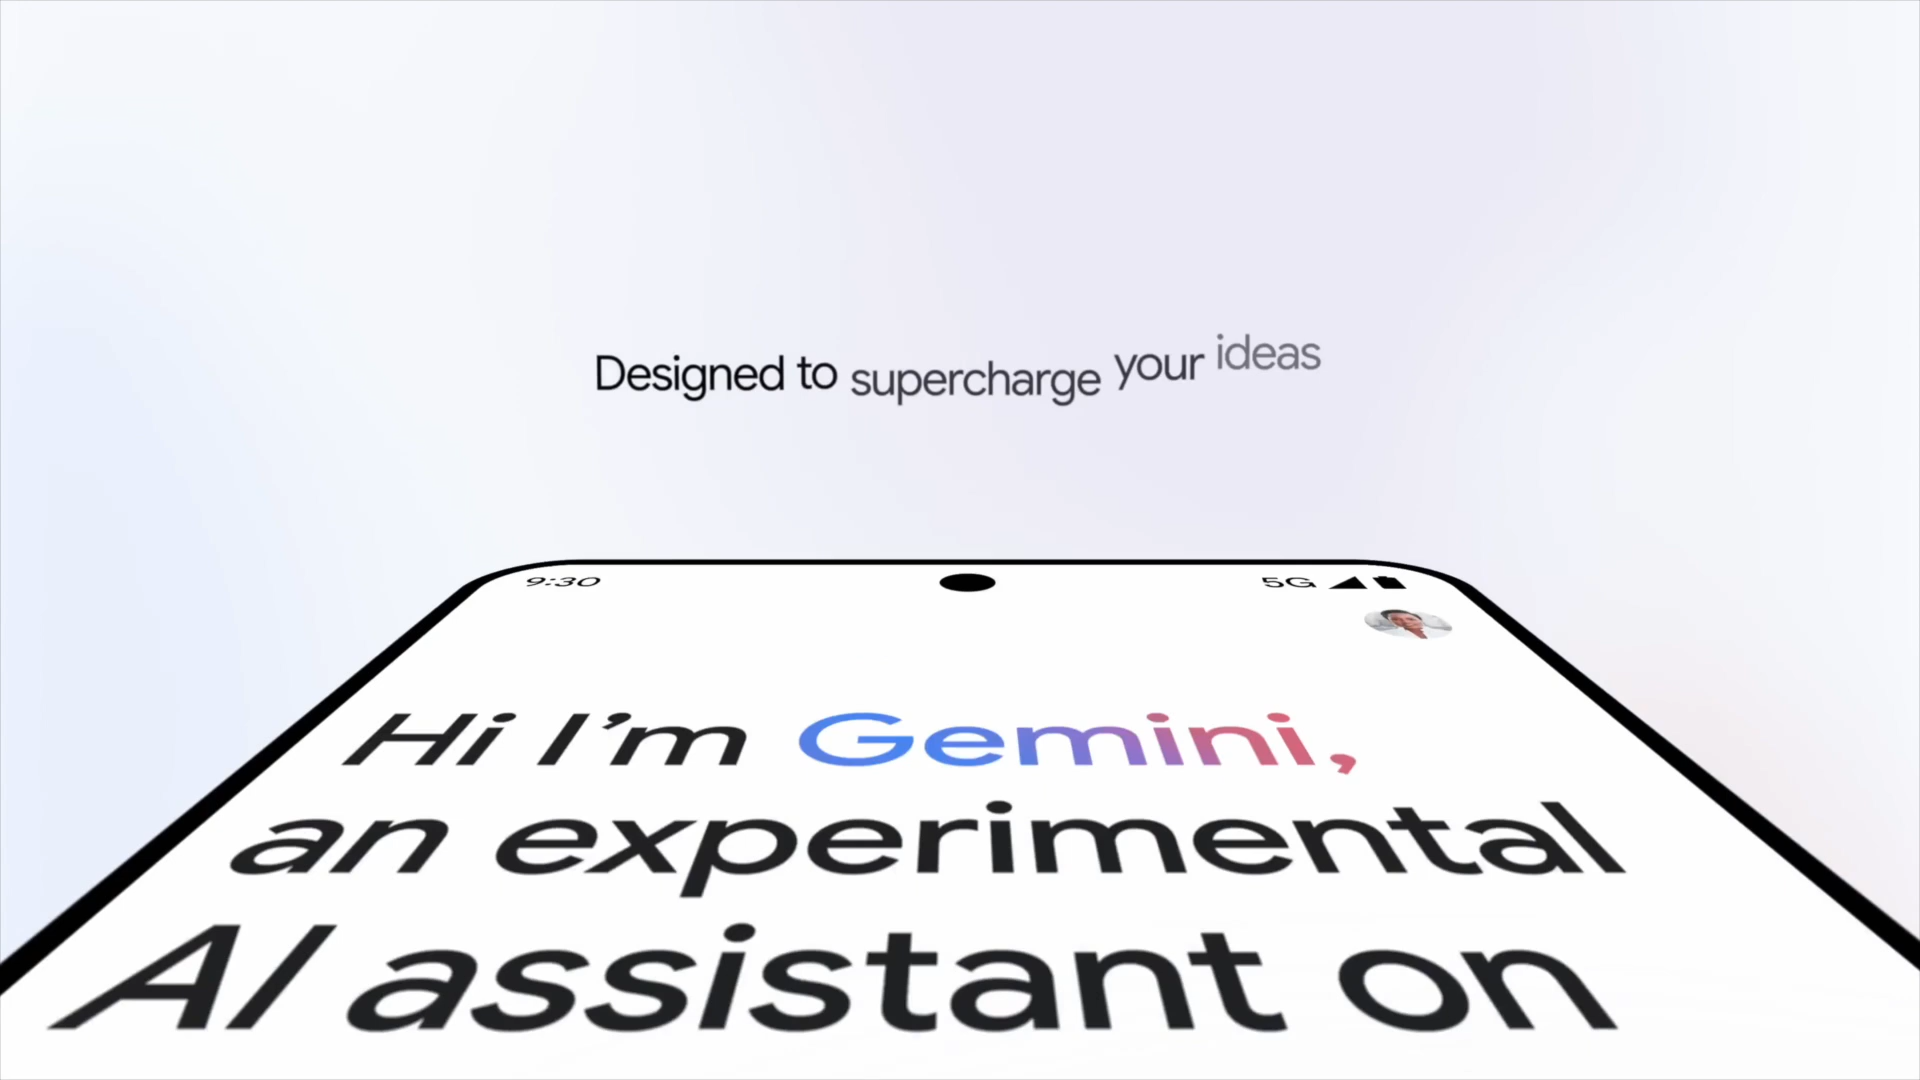 Designed to supercharge your ideas
9:30
5G
Hi I’m Gemini,
an experimental
AI assistant on